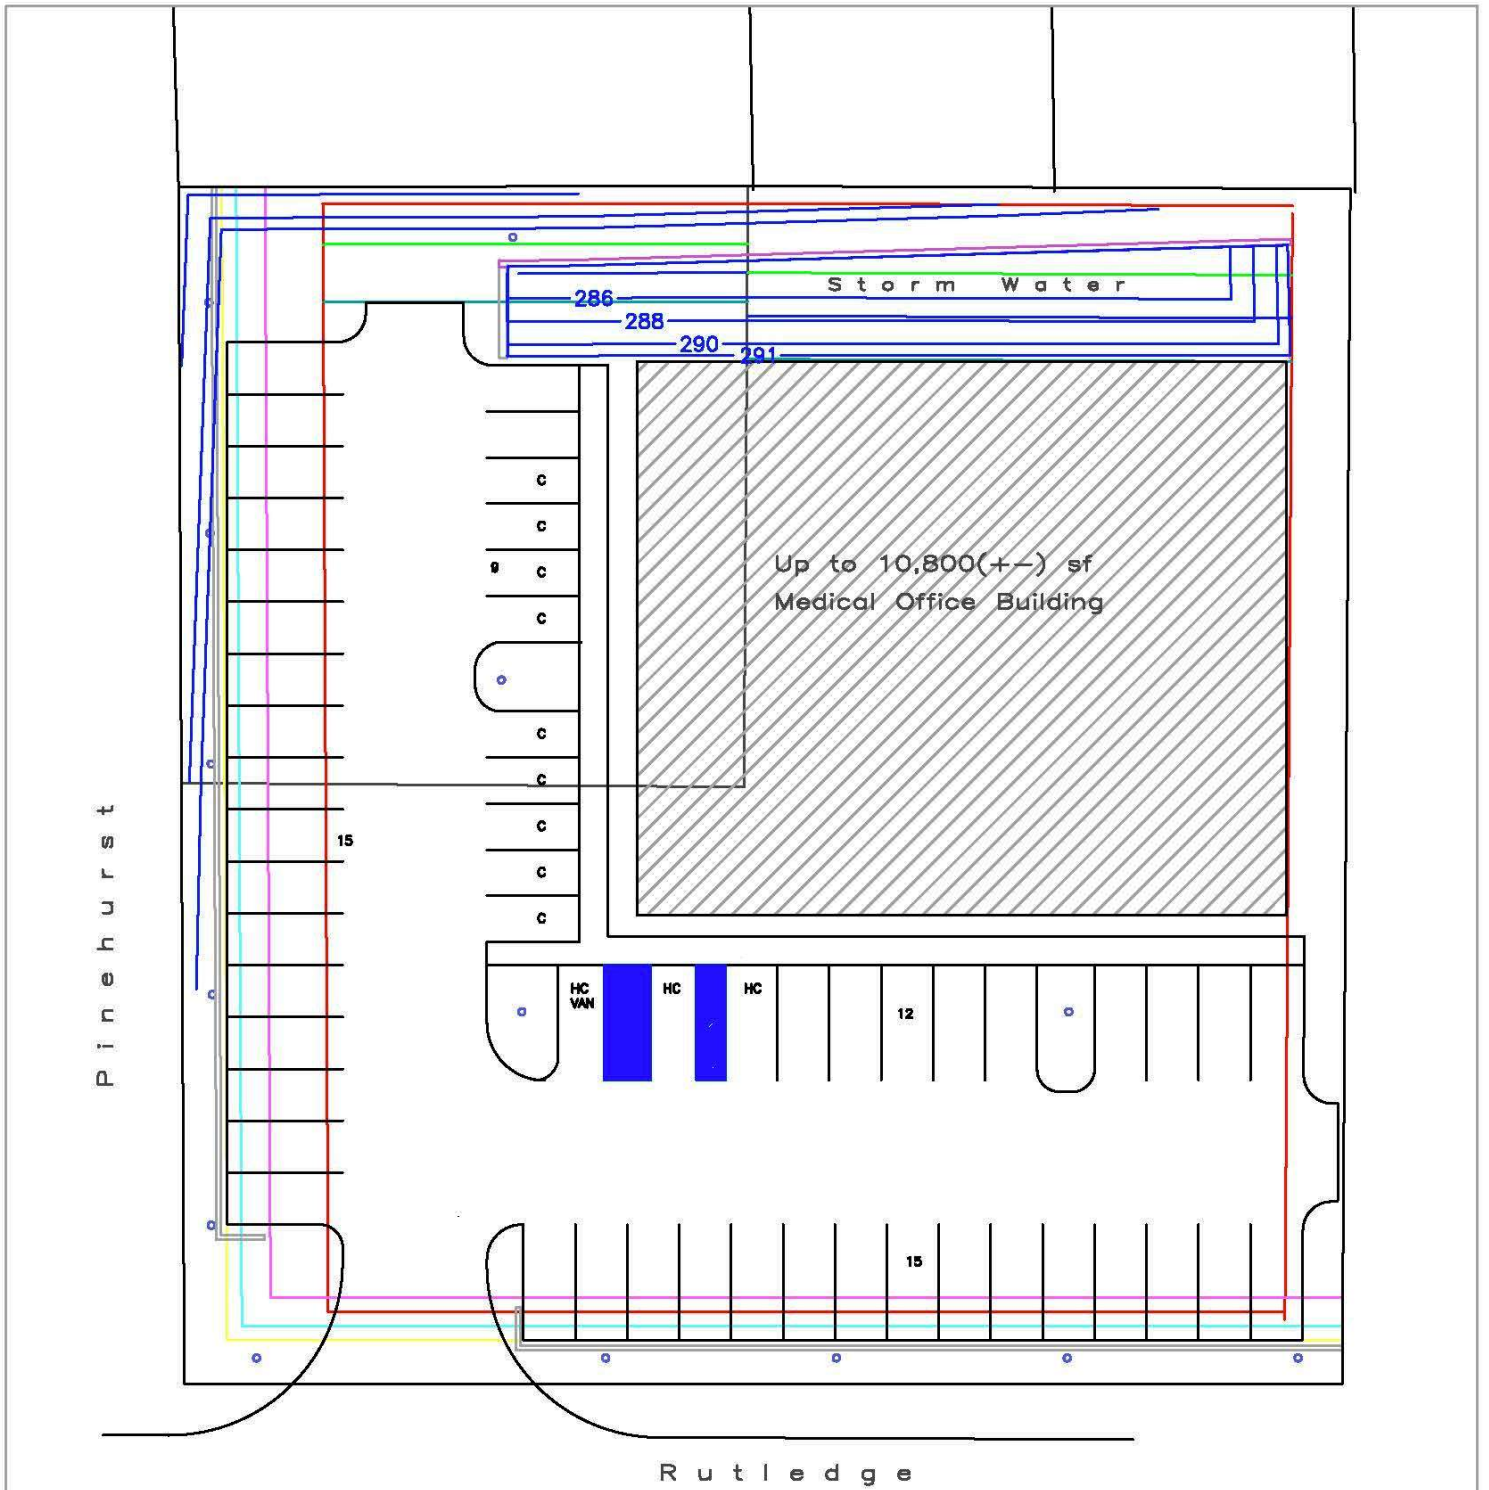 Storm Water
286
288
290
291
C
C
9
C
C
Up to 10,800(+-) sf
Medical Office Building
C
C
C
C
C
15
Pinehurst
HC
VAN
HC
HC
12
15
Rutledge